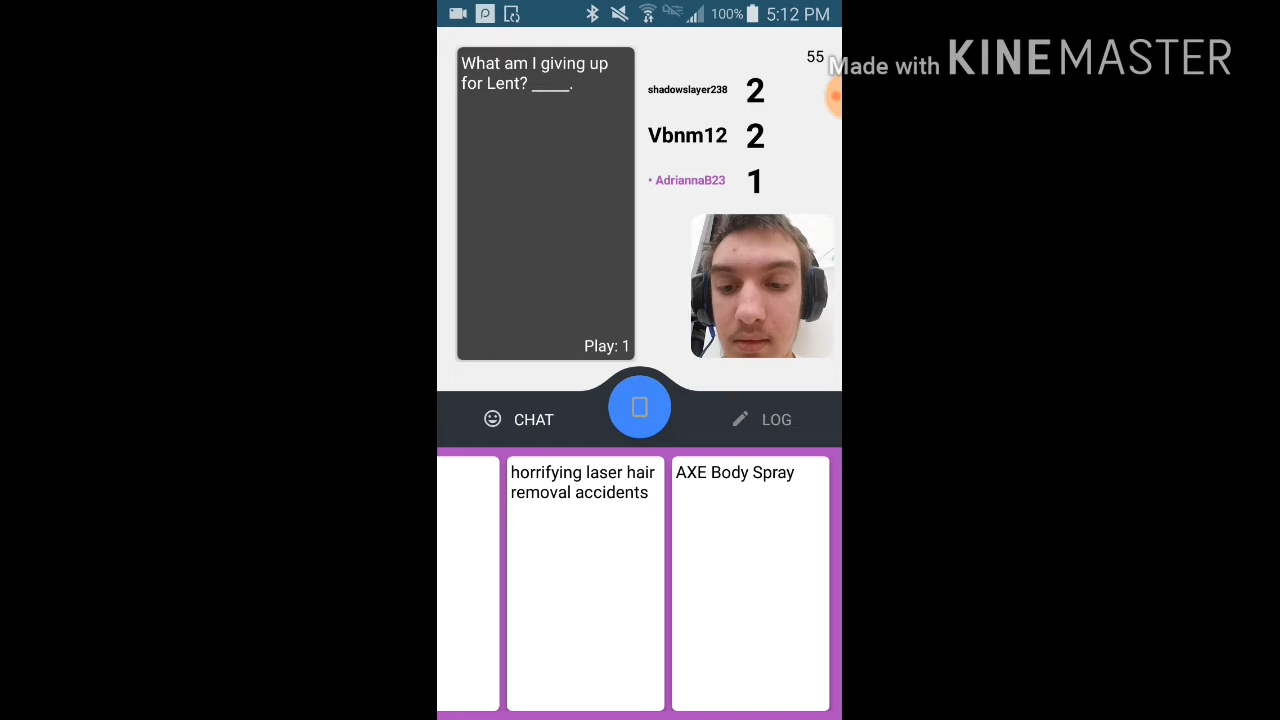 100% 5:12 PM
What am I giving up
for Lent? _____.
Play: 1
55
Made with KINEMASTER
shadowslayer238 2
Vbnm12 2
• AdriannaB23 1
CHAT
LOG
horrifying laser hair
removal accidents
AXE Body Spray